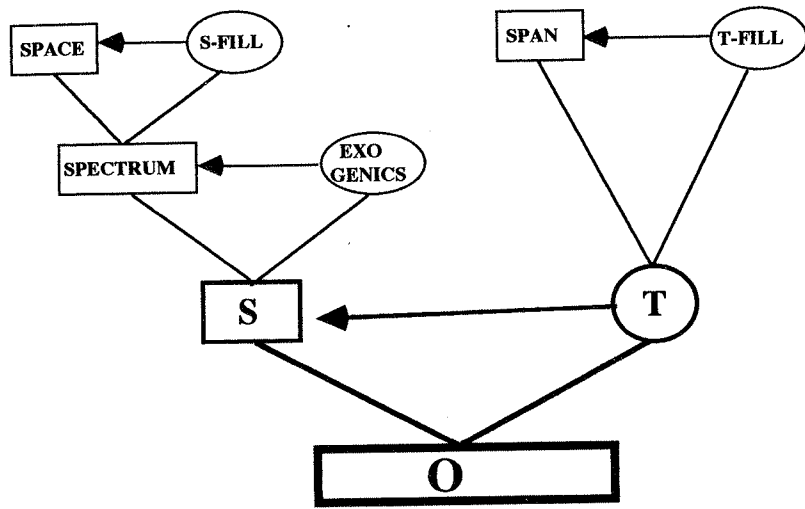 SPACE
S-FILL
SPAN
T-FILL
SPECTRUM
EXO
GENICS
S
T
O